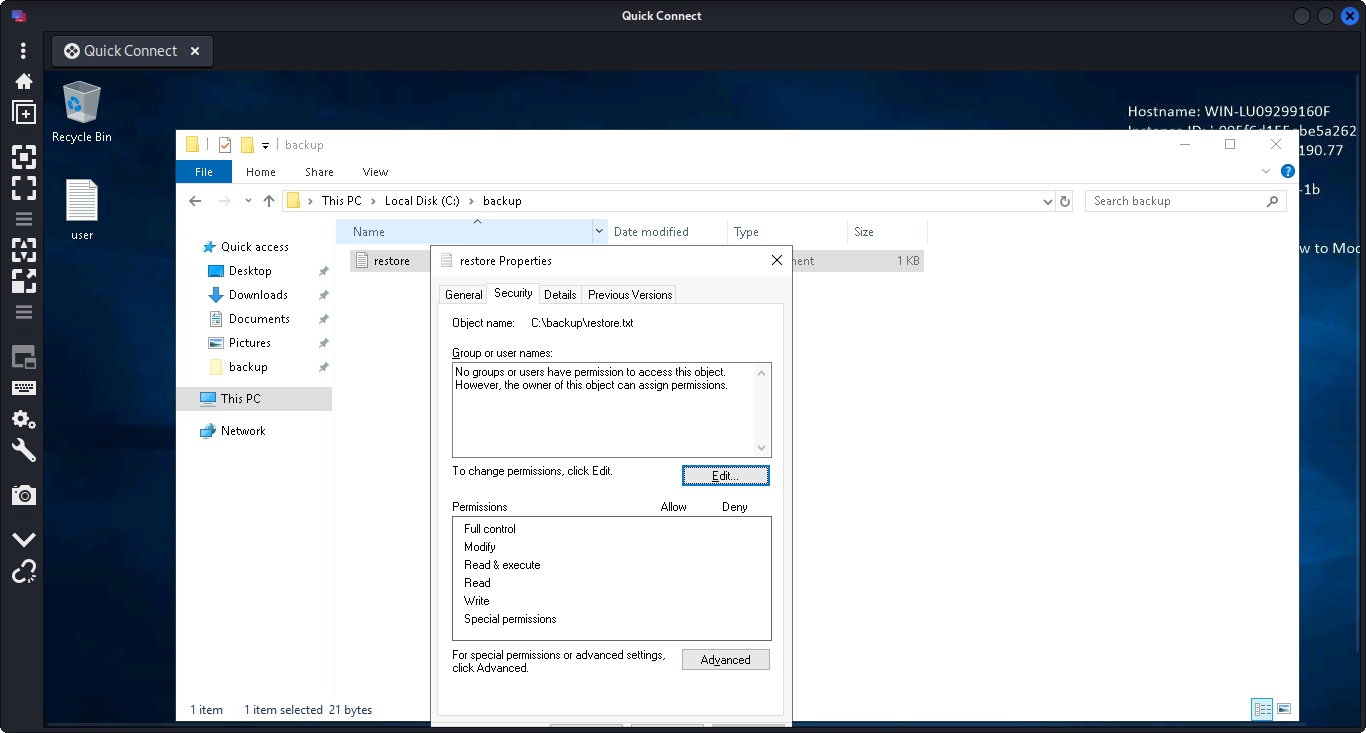 Quick Connect
Quick Connect
Recycle Bin
user
Hostname: WIN-LU09299160F
190.77
-1b
w to Mod
backup
File Home Share View
This PC > Local Disk (C:) > backup
Search backup
Name Date modified Type Size
Quick access
Desktop
Downloads
Documents
Pictures
backup
This PC
Network
restore
ment 1 KB
restore Properties
General Security Details Previous Versions
Object name: C:\backup\restore.txt
Group or user names:
No groups or users have permission to access this object.
However, the owner of this object can assign permissions.
To change permissions, click Edit.
Edit...
Permissions Allow Deny
Full control
Modify
Read & execute
Read
Write
Special permissions
For special permissions or advanced settings,
click Advanced.
Advanced
1 item 1 item selected 21 bytes